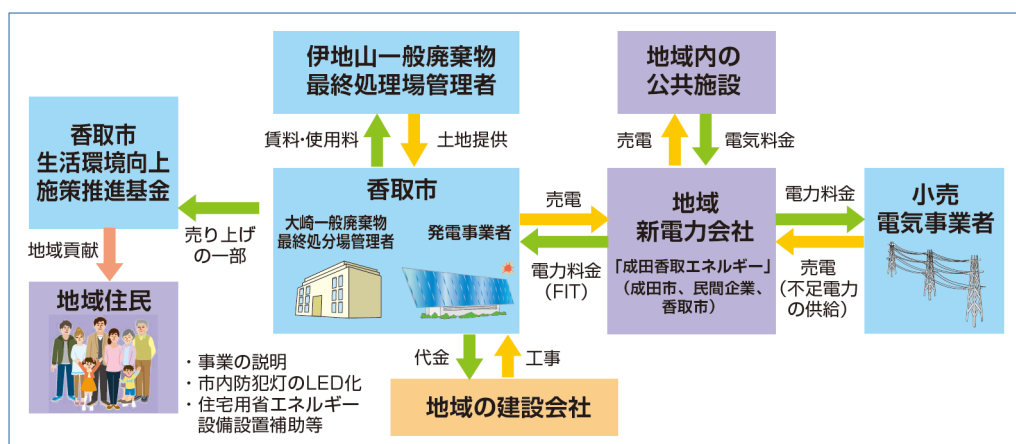 伊地山一般廃棄物
最終処理場管理者
地域内の
公共施設
香取市
生活環境向上
施策推進基金
賃料・使用料
土地提供
売電
電気料金
香取市
大崎一般廃棄物
最終処分場管理者
発電事業者
売電
電力料金
(FIT)
地域
新電力会社
「成田香取エネルギー」
(成田市、民間企業、
香取市)
電力料金
売電
(不足電力
の供給)
小売
電気事業者
売り上げ
の一部
地域貢献
地域住民
・事業の説明
・市内防犯灯のLED化
・住宅用省エネルギー
設備設置補助等
代金
工事
地域の建設会社